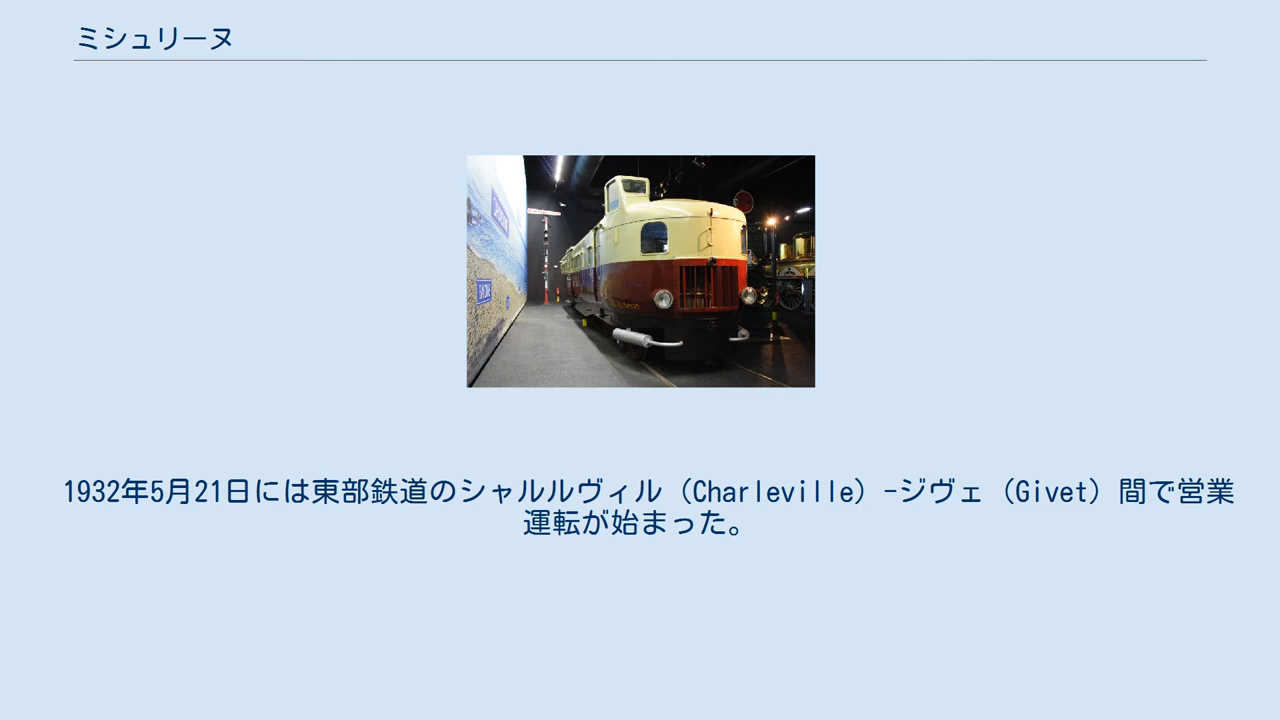 ミシュリーヌ
1932年5月21日には東部鉄道のシャルルヴィル（Charleville）-ジヴェ（Givet）間で営業
運転が始まった。